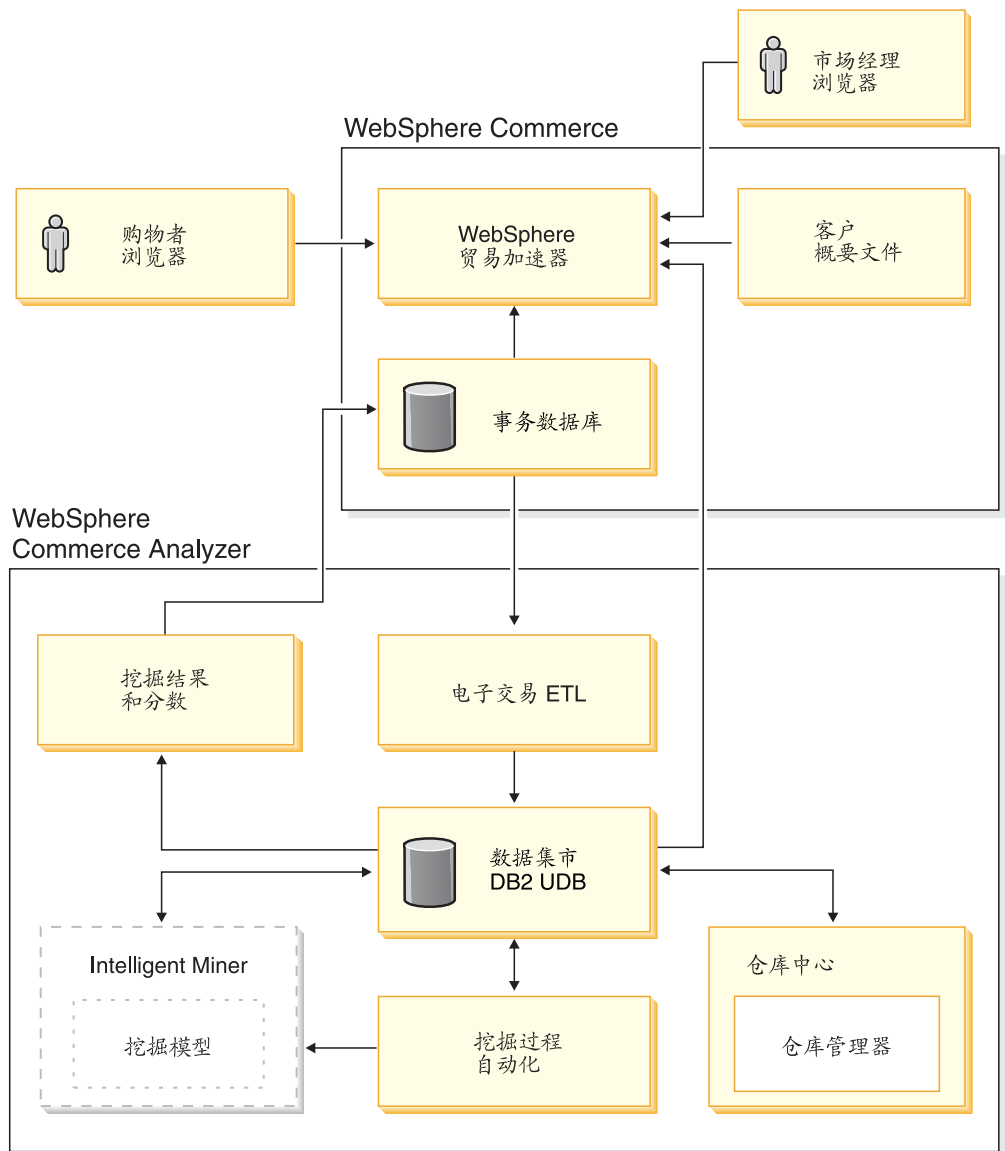 市场经理
浏览器
WebSphere Commerce
购物者
浏览器
WebSphere
贸易加速器
客户
概要文件
事务数据库
WebSphere
Commerce Analyzer
挖掘结果
和分数
电子交易 ETL
数据集市
DB2 UDB
Intelligent Miner
挖掘模型
挖掘过程
自动化
仓库中心
仓库管理器